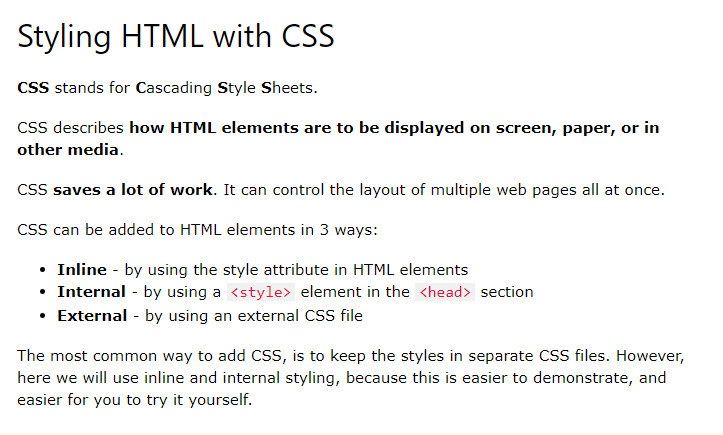 Styling HTML with CSS
CSS stands for Cascading Style Sheets.
CSS describes how HTML elements are to be displayed on screen, paper, or in
other media.
CSS saves a lot of work. It can control the layout of multiple web pages all at once.
CSS can be added to HTML elements in 3 ways:
• Inline - by using the style attribute in HTML elements
• Internal - by using a <style> element in the <head> section
• External - by using an external CSS file
The most common way to add CSS, is to keep the styles in separate CSS files. However,
here we will use inline and internal styling, because this is easier to demonstrate, and
easier for you to try it yourself.